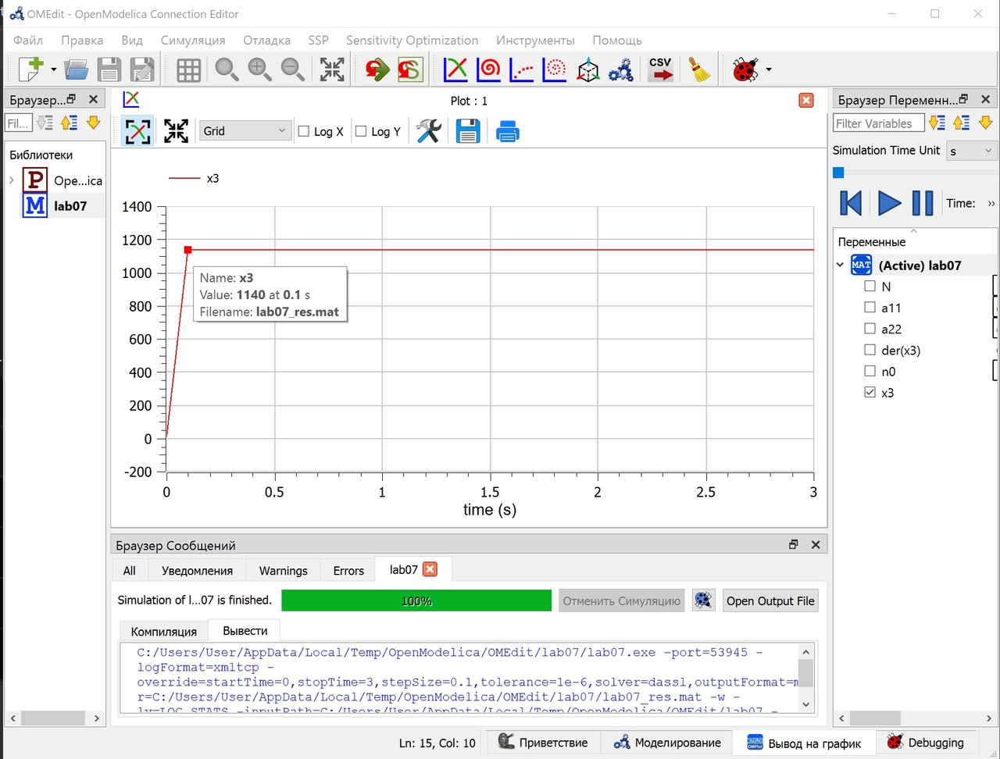 OMEdit - OpenModelica Connection Editor
Файл Правка Вид Симуляция Отладка SSP Sensitivity Optimization Инструменты Помощь
CSV
Браузер...
Fil...
Библиотеки
P Ope...ica
M lab07
Plot : 1
Grid Log X Log Y
x3
1400
1200
1000
800
600
400
200
0
-200
0 0.5 1 1.5 2 2.5 3
time (s)
Name: x3
Value: 1140 at 0.1 s
Filename: lab07_res.mat
Браузер Сообщений
All Уведомления Warnings Errors lab07
Simulation of l...07 is finished. 100% Отменить Симуляцию Open Output File
Компиляция Вывести
C:/Users/User/AppData/Local/Temp/OpenModelica/OMEdit/lab07/lab07.exe -port=53945 -
logFormat=xmltcp -
override=startTime=0,stopTime=3,stepSize=0.1,tolerance=1e-6,solver=dassl,outputFormat=m
r=C:/Users/User/AppData/Local/Temp/OpenModelica/OMEdit/lab07/lab07_res.mat -w -
lv=LOG_STATS -inputPath=C:/Users/User/AppData/Local/Temp/OpenModelica/OMEdit/lab07 -
Браузер Переменн...
Filter Variables
Simulation Time Unit s
Time: »
Переменные
MAT (Active) lab07
N
a11
a22
der(x3)
n0
x3
Ln: 15, Col: 10 Приветствие Моделирование Вывод на график Debugging